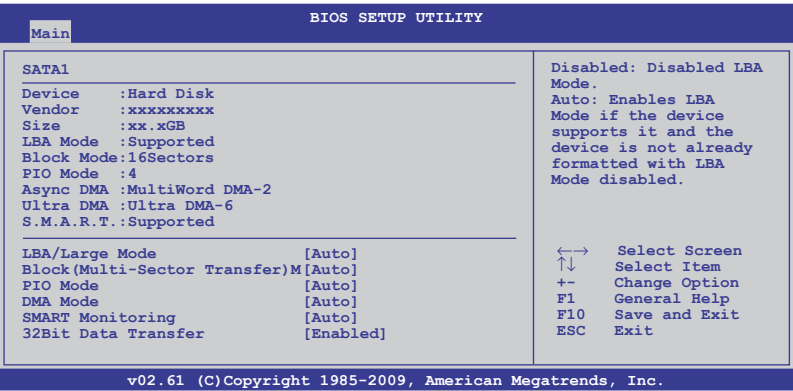 BIOS SETUP UTILITY
Main
SATA1
Device :Hard Disk
Vendor :xxxxxxxxx
Size :xx.xGB
LBA Mode :Supported
Block Mode:16Sectors
PIO Mode :4
Async DMA :MultiWord DMA-2
Ultra DMA :Ultra DMA-6
S.M.A.R.T.:Supported
LBA/Large Mode [Auto]
Block(Multi-Sector Transfer)M[Auto]
PIO Mode [Auto]
DMA Mode [Auto]
SMART Monitoring [Auto]
32Bit Data Transfer [Enabled]
Disabled: Disabled LBA
Mode.
Auto: Enables LBA
Mode if the device
supports it and the
device is not already
formatted with LBA
Mode disabled.
←→ Select Screen
↑↓ Select Item
+- Change Option
F1 General Help
F10 Save and Exit
ESC Exit
v02.61 (C)Copyright 1985-2009, American Megatrends, Inc.